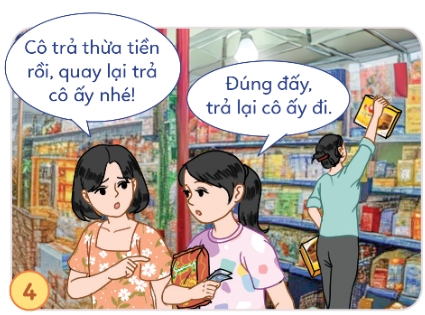 Cô trả thừa tiền
rồi, quay lại trả
cô ấy nhé!
Đúng đấy,
trả lại cô ấy đi.
4